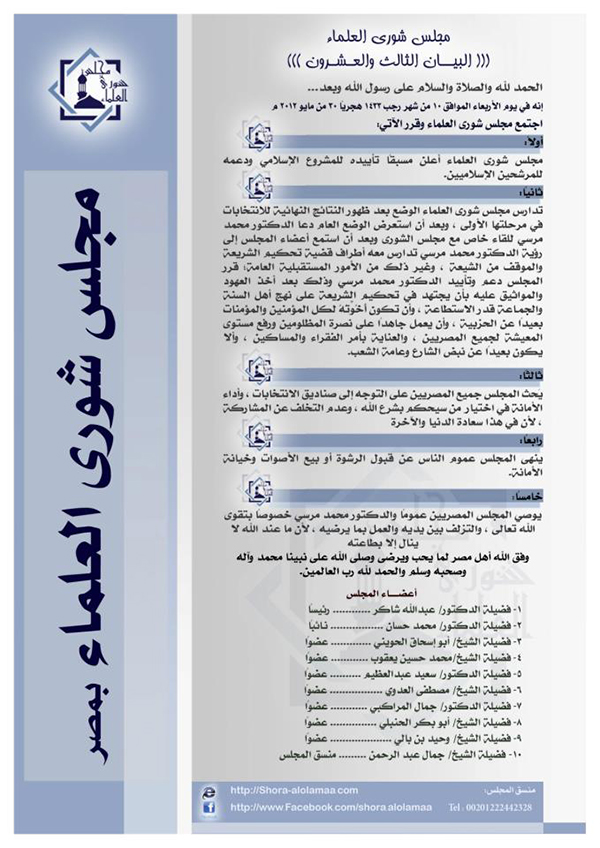 مجلس شورى العلماء
((( البيــــان الثالث والعشرون )))
الحمد لله والصلاة والسلام على رسول الله وبعد...
إنه في يوم الأربعاء الموافق ١٠ من شهر رجب ١٤٣٣ هجرياً ٣٠ من مايو ٢٠١٢ م
اجتمع مجلس شورى العلماء وقرر الآتي:
أولاً:
مجلس شورى العلماء أعلن مسبقاً تأييده للمشروع الإسلامي ودعمه
للمرشحين الإسلاميين.
ثانياً:
تدارس مجلس شورى العلماء الوضع بعد ظهور النتائج النهائية للانتخابات
في مرحلتها الأولى ، وبعد أن استعرض الوضع العام دعا الدكتور محمد
مرسي للقاء خاص مع مجلس الشورى وبعد أن استمع أعضاء المجلس إلى
رؤية الدكتور محمد مرسي تدارس معه أطراف قضية تحكيم الشريعة
والموقف من الشيعة ، وغير ذلك من الأمور المستقبلية العامة: قرر
المجلس دعم وتأييد الدكتور محمد مرسي وذلك بعد أخذ العهود
والمواثيق عليه بأن يجتهد في تحكيم الشريعة على نهج أهل السنة
والجماعة قدر الاستطاعة ، وأن تكون أخوته لكل المؤمنين والمؤمنات
بعيداً عن الحزبية ، وأن يعمل جاهداً على نصرة المظلومين ورفع مستوى
المعيشة لجميع المصريين ، والعناية بأمر الفقراء والمساكين ، وألا
يكون بعيداً عن نبض الشارع وعامة الشعب.
ثالثاً:
يحث المجلس جميع المصريين على التوجه إلى صناديق الانتخابات ، وأداء
الأمانة في اختيار من سيحكم بشرع الله ، وعدم التخلف عن المشاركة
، لأن في هذا سعادة الدنيا والآخرة
رابعاً:
ينهى المجلس عموم الناس عن قبول الرشوة أو بيع الأصوات وخيانة
الأمانة.
خامساً:
يوصي المجلس المصريين عموماً والدكتور محمد مرسي خصوصاً بتقوى
الله تعالى ، والتزلف بين يديه والعمل بما يرضيه ، لأن ما عند الله لا
ينال إلا بطاعته
وفق الله أهل مصر لما يحب ويرضى وصلى الله على نبينا محمد وآله
وصحبه وسلم والحمد لله رب العالمين.
أعضــــاء المجلس
١- فضيلة الدكتور/ عبدالله شاكر ............ رئيساً
٢- فضيلة الدكتور/ محمد حسان ................ نائباً
٣- فضيلة الشيخ/ أبو إسحاق الحويني ........... عضواً
٤- فضيلة الشيخ/ محمد حسين يعقوب ........... عضواً
٥- فضيلة الدكتور/ سعيد عبدالعظيم .......... عضواً
٦- فضيلة الشيخ/ مصطفى العدوي .............. عضواً
٧- فضيلة الدكتور/ جمال المراكبي ............. عضواً
٨- فضيلة الشيخ/ أبو بكر الحنبلي .............. عضواً
٩- فضيلة الشيخ/ وحيد بن بالي ................. عضواً
١٠- فضيلة الشيخ/ جمال عبد الرحمن ......... منسق المجلس
منسق المجلس:
Tel : 00201222442328
http://Shora-alolamaa.com
http://www.Facebook.com/shora.alolamaa
مجلس شورى العلماء بمصر
مجلس
شورى
العلماء